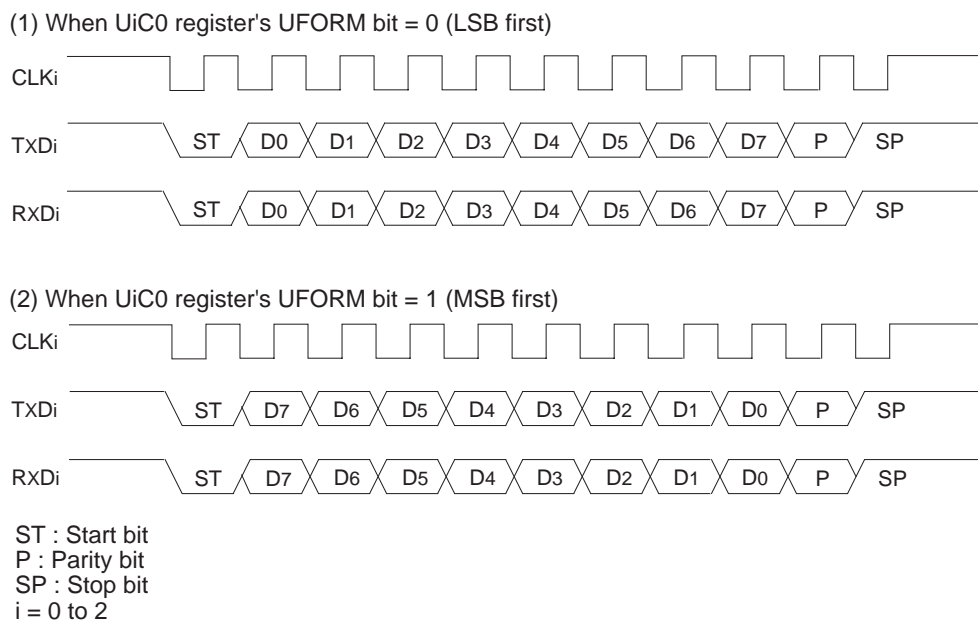 (1) When UiC0 register's UFORM bit = 0 (LSB first)
CLKi
TXDi ST D0 D1 D2 D3 D4 D5 D6 D7 P SP
RXDi ST D0 D1 D2 D3 D4 D5 D6 D7 P SP
(2) When UiC0 register's UFORM bit = 1 (MSB first)
CLKi
TXDi ST D7 D6 D5 D4 D3 D2 D1 D0 P SP
RXDi ST D7 D6 D5 D4 D3 D2 D1 D0 P SP
ST : Start bit
P : Parity bit
SP : Stop bit
i = 0 to 2